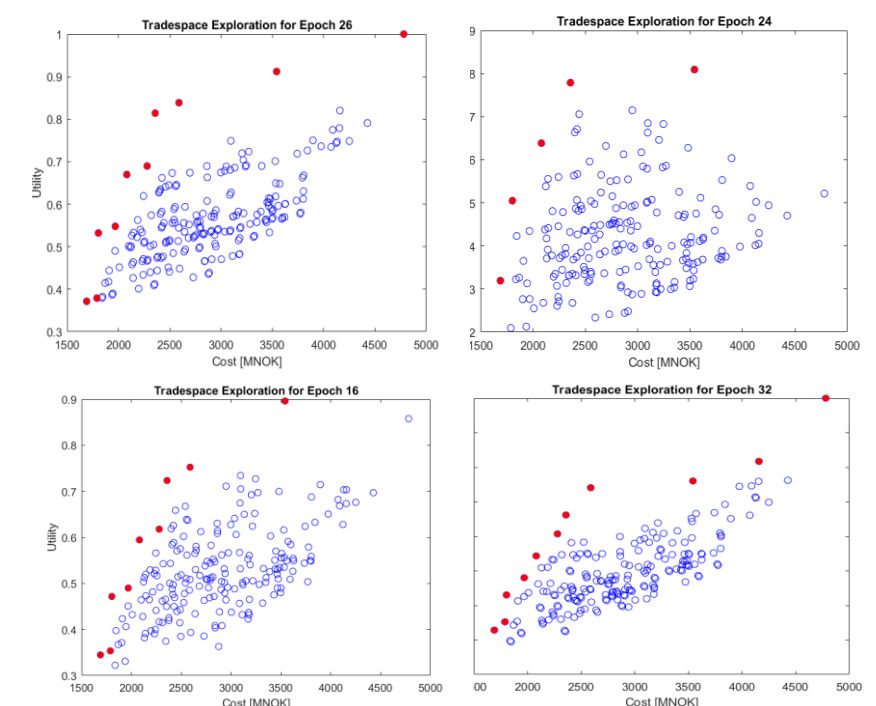 Tradespace Exploration for Epoch 26
1
0.9
0.8
0.7
0.6
0.5
0.4
0.3
Utility
1500 2000 2500 3000 3500 4000 4500 5000
Cost [MNOK]
Tradespace Exploration for Epoch 24
9
8
7
6
5
4
3
2
1500 2000 2500 3000 3500 4000 4500 5000
Cost [MNOK]
Tradespace Exploration for Epoch 16
0.9
0.8
0.7
0.6
0.5
0.4
0.3
Utility
1500 2000 2500 3000 3500 4000 4500 5000
Cost [MNOK]
Tradespace Exploration for Epoch 32
00 2000 2500 3000 3500 4000 4500 5000
Cost [MNOK]